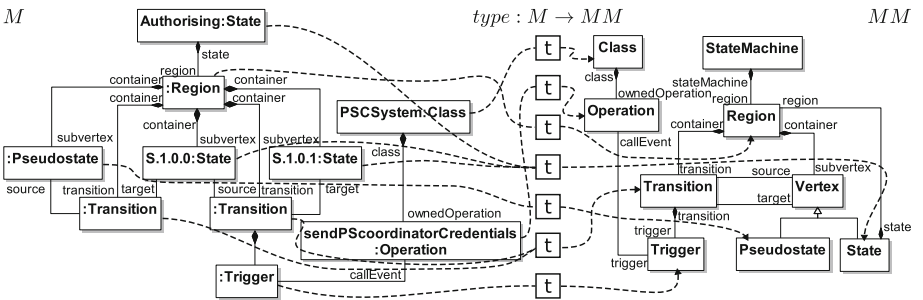 M
type : M → MM
MM
Authorising:State
state
region
container
container
:Region
container
container
container
subvertex
subvertex
subvertex
:Pseudostate
S.1.0.0:State
S.1.0.1:State
source
transition
target
source
transition
target
:Transition
:Transition
:Trigger
PSCSystem:Class
class
ownedOperation
sendPScoordinatorCredentials
:Operation
callEvent
t
t
t
t
t
t
t
Class
class
ownedOperation
Operation
callEvent
StateMachine
stateMachine
region
region
Region
container
container
transition
source
subvertex
Transition
Vertex
target
transition
trigger
trigger
Trigger
Pseudostate
State
state